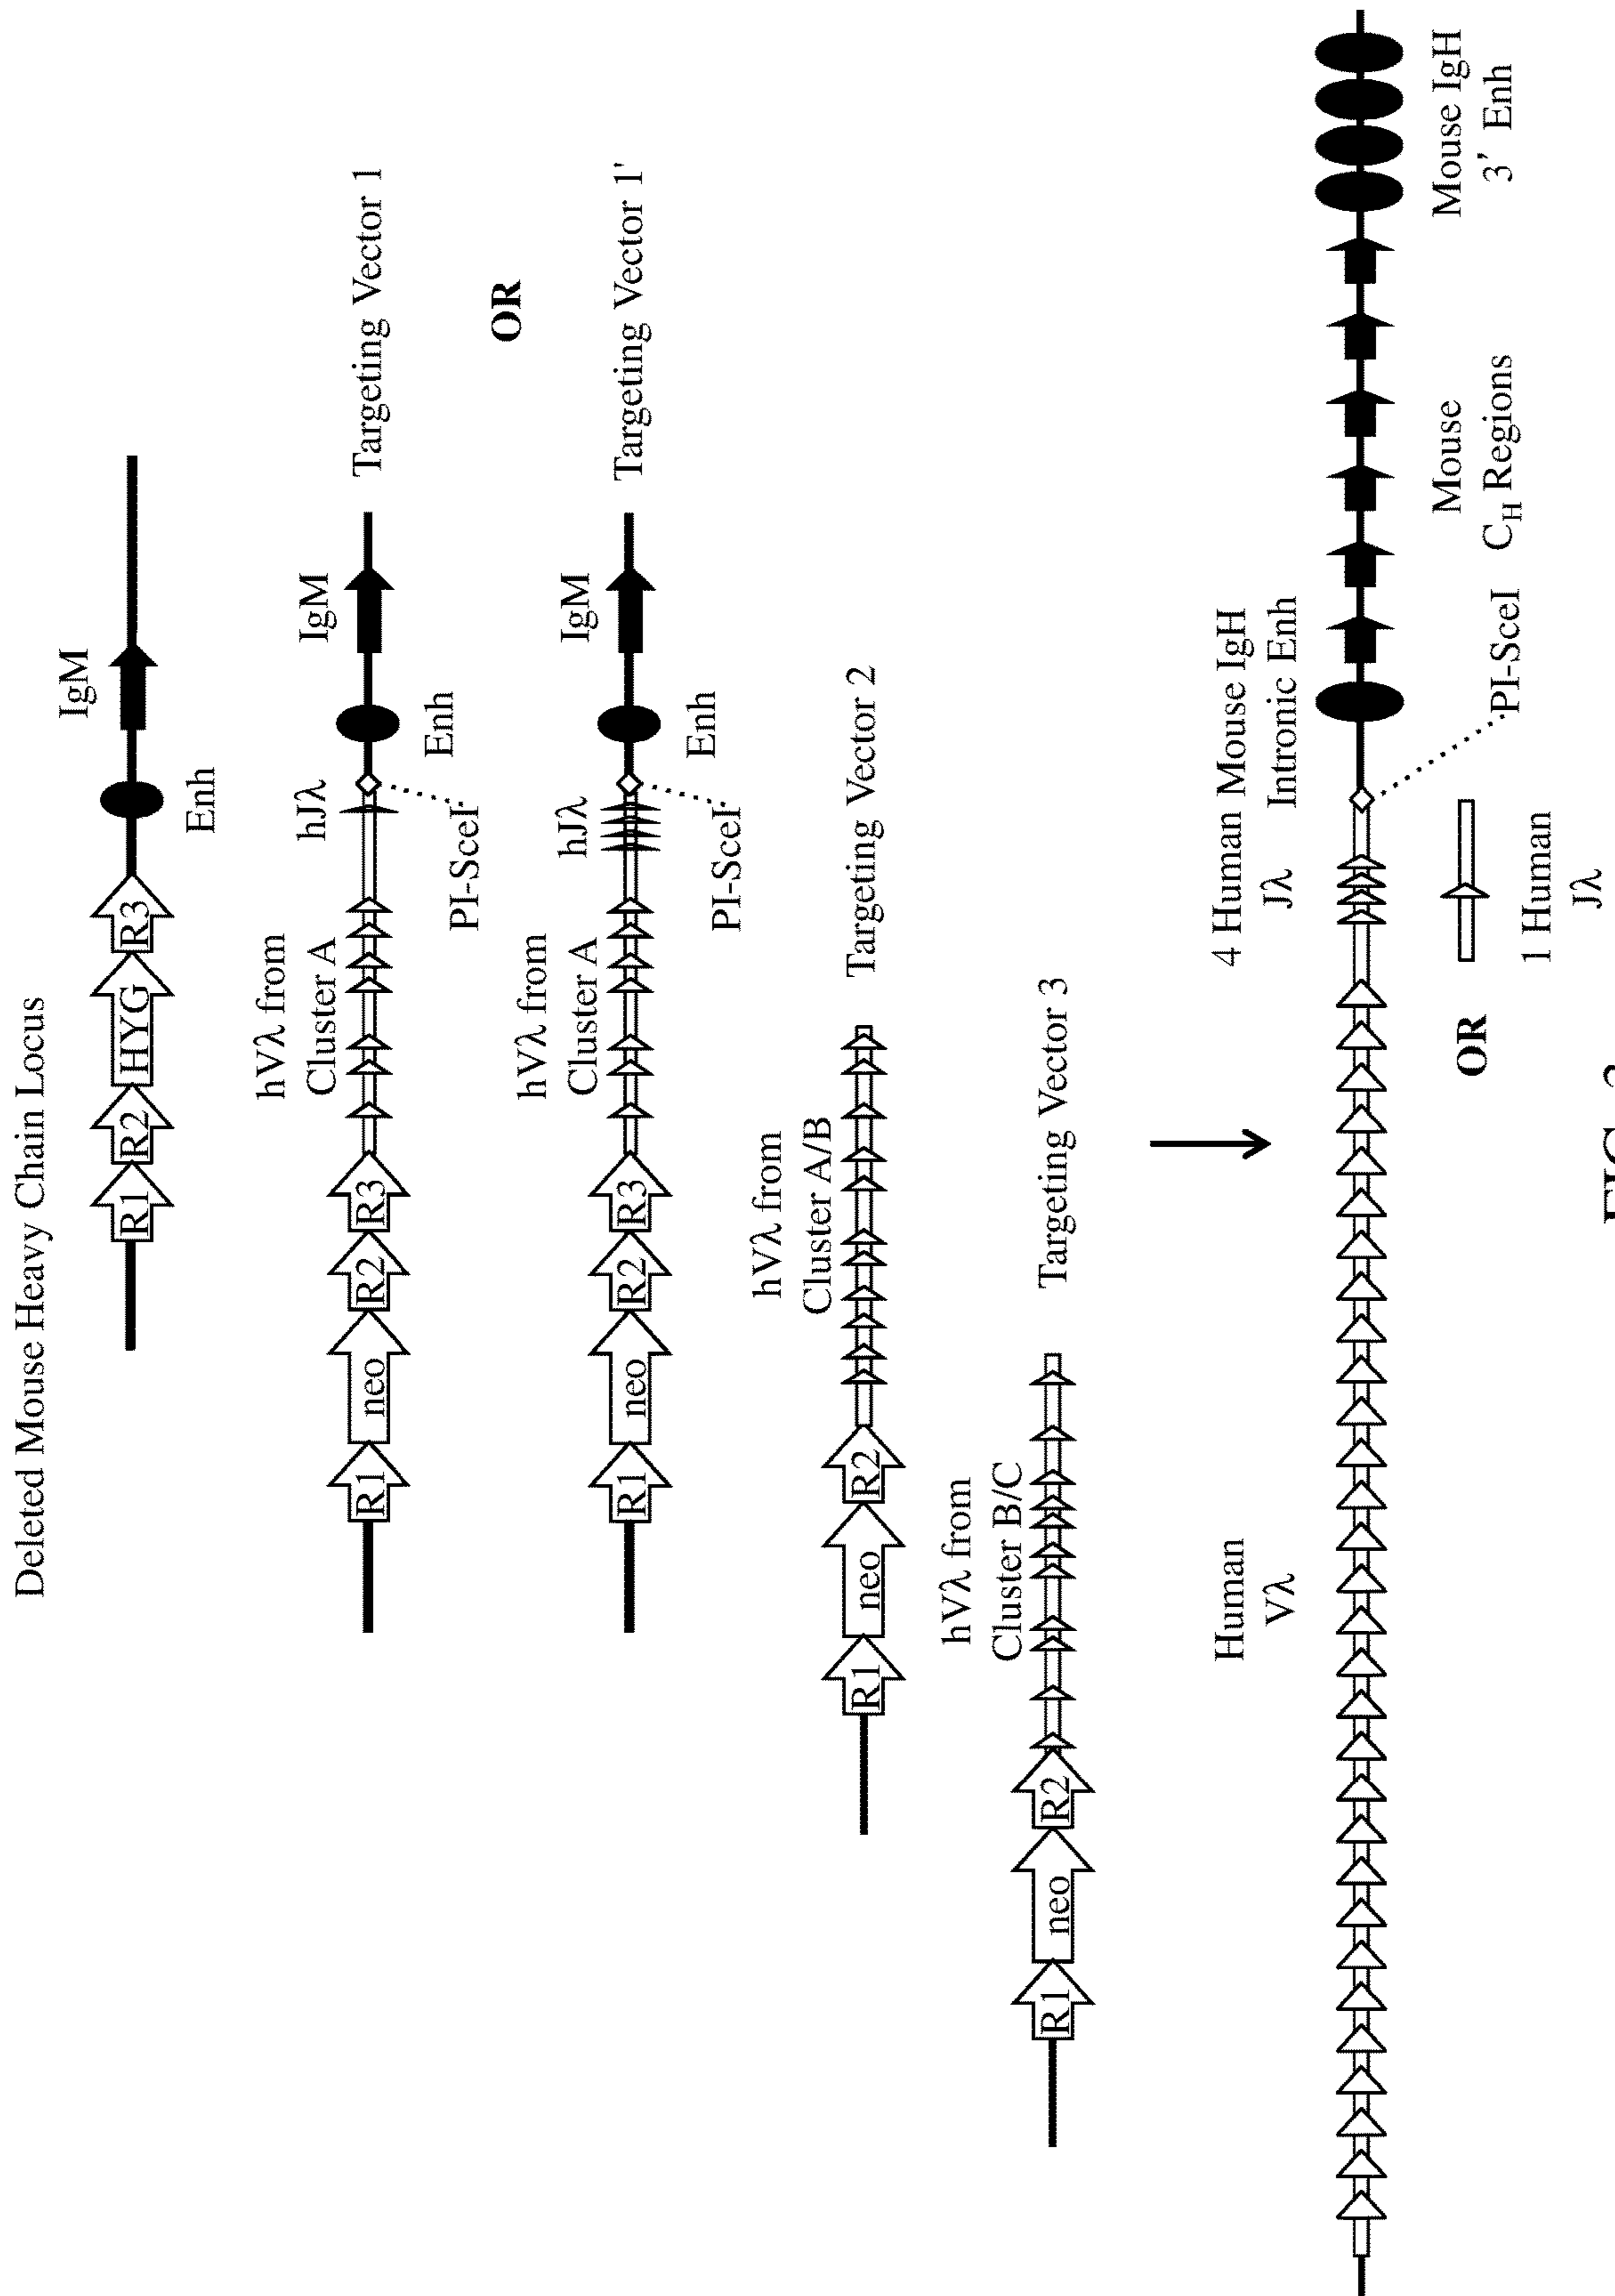 Deleted Mouse Heavy Chain Locus
R1
R2
HYG
R3
Enh
IgM
hVλ from
Cluster A
hJλ
IgM
R1
neo
R2
R3
PI-SceI
Enh
Targeting Vector 1
OR
hVλ from
Cluster A
hJλ
IgM
R1
neo
R2
R3
PI-SceI
Enh
Targeting Vector 1'
hVλ from
Cluster A/B
R1
neo
R2
Targeting Vector 2
hVλ from
Cluster B/C
R1
neo
R2
Targeting Vector 3
Human
Vλ
4 Human
Jλ
Mouse IgH
Intronic Enh
OR
1 Human
Jλ
PI-SceI
Mouse
CH Regions
Mouse IgH
3' Enh